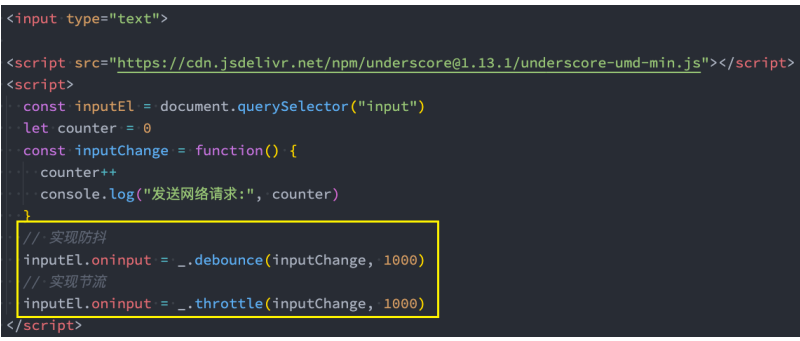 <input type="text">
<script src="https://cdn.jsdelivr.net/npm/underscore@1.13.1/underscore-umd-min.js"></script>
<script>
const inputEl = document.querySelector("input")
let counter = 0
const inputChange = function() {
counter++
console.log("发送网络请求:", counter)
}
// 实现防抖
inputEl.oninput = _.debounce(inputChange, 1000)
// 实现节流
inputEl.oninput = _.throttle(inputChange, 1000)
</script>